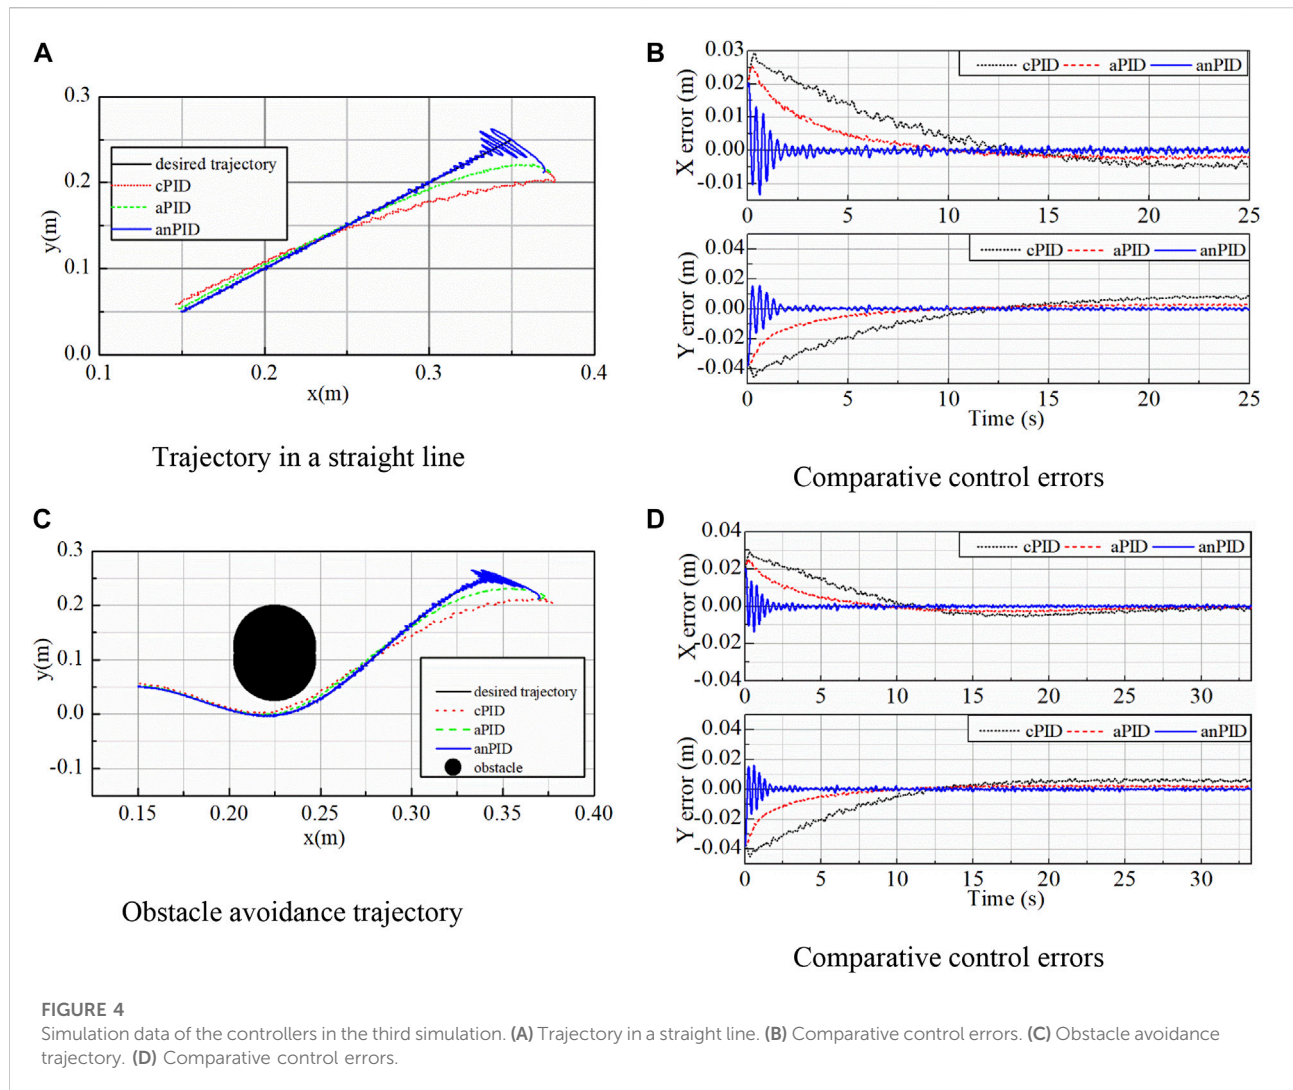 A
0.3
0.2
0.1
0.0
y(m)
desired trajectory
cPID
aPID
anPID
0.1 0.2 0.3 0.4
x(m)
Trajectory in a straight line
B
0.03
0.02
0.01
0.00
-0.01
X error (m)
cPID aPID anPID
0 5 10 15 20 25
0.04
0.02
0.00
-0.02
-0.04
Y error (m)
cPID aPID anPID
0 5 10 15 20 25
Time (s)
Comparative control errors
C
0.3
0.2
0.1
0.0
-0.1
y(m)
desired trajectory
cPID
aPID
anPID
obstacle
0.15 0.20 0.25 0.30 0.35 0.40
x(m)
Obstacle avoidance trajectory
D
0.04
0.02
0.00
-0.02
-0.04
X error (m)
cPID aPID anPID
0 5 10 15 20 25 30
0.04
0.02
0.00
-0.02
-0.04
Y error (m)
cPID aPID anPID
0 5 10 15 20 25 30
Time (s)
Comparative control errors
FIGURE 4
Simulation data of the controllers in the third simulation. (A) Trajectory in a straight line. (B) Comparative control errors. (C) Obstacle avoidance
trajectory. (D) Comparative control errors.